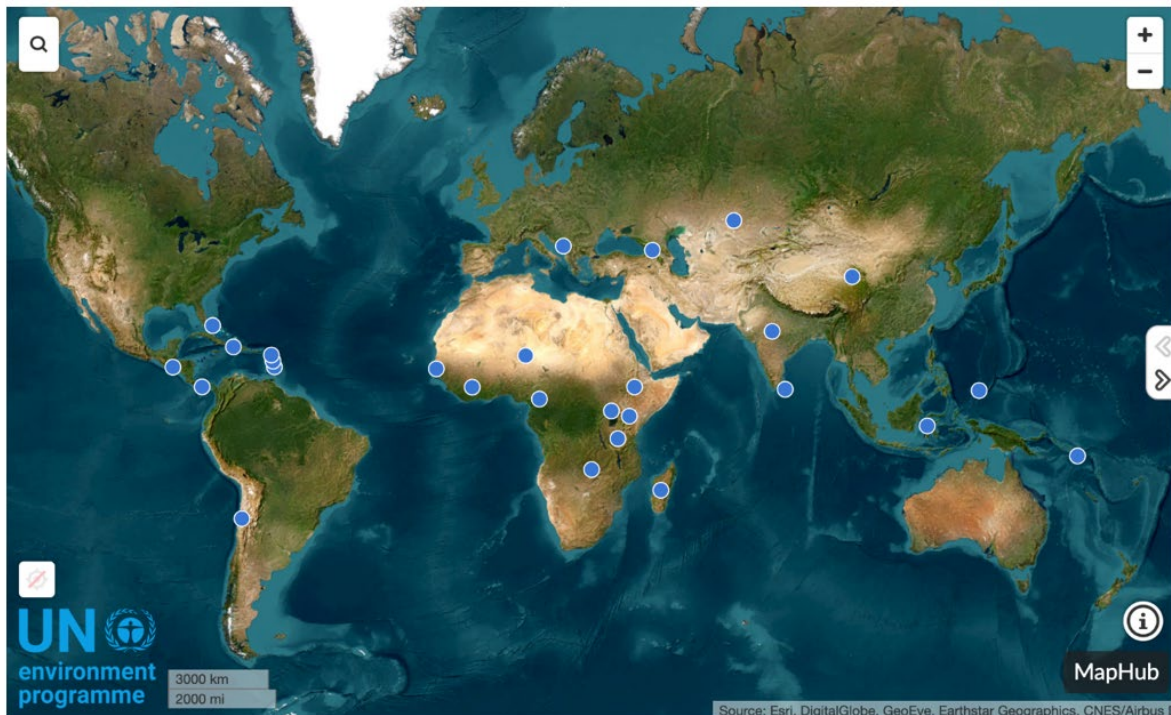 +
−
UN
environment
programme
3000 km
2000 mi
i
MapHub
Source: Esri, DigitalGlobe, GeoEye, Earthstar Geographics, CNES/Airbus